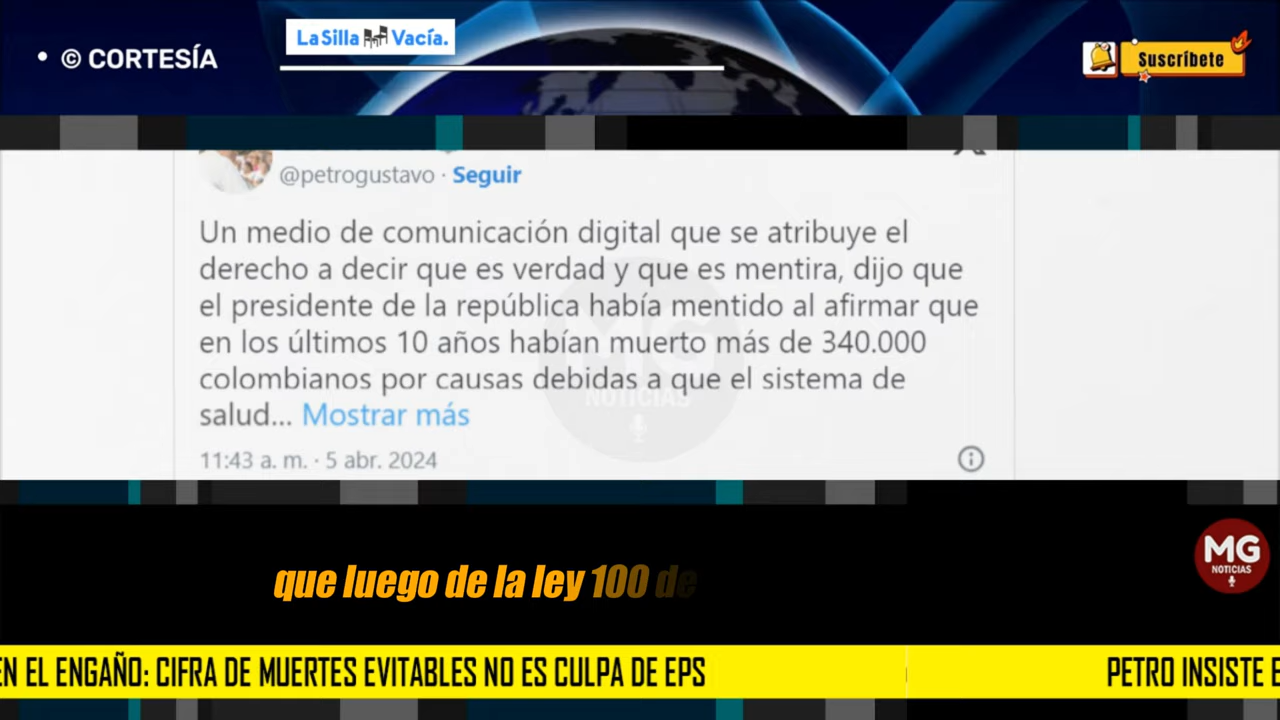 • © CORTESÍA
La Silla Vacía.
Suscríbete
@petrogustavo · Seguir
Un medio de comunicación digital que se atribuye el
derecho a decir que es verdad y que es mentira, dijo que
el presidente de la república había mentido al afirmar que
en los últimos 10 años habían muerto más de 340.000
colombianos por causas debidas a que el sistema de
salud... Mostrar más
11:43 a. m. · 5 abr. 2024
MG
NOTICIAS
que luego de la ley 100 de
MG
NOTICIAS
EN EL ENGAÑO: CIFRA DE MUERTES EVITABLES NO ES CULPA DE EPS
PETRO INSISTE E